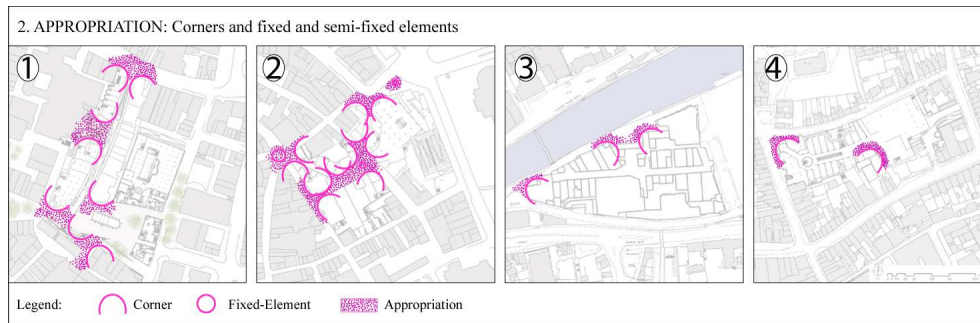 2. APPROPRIATION: Corners and fixed and semi-fixed elements
1
2
3
4
Legend:
Corner
Fixed-Element
Appropriation